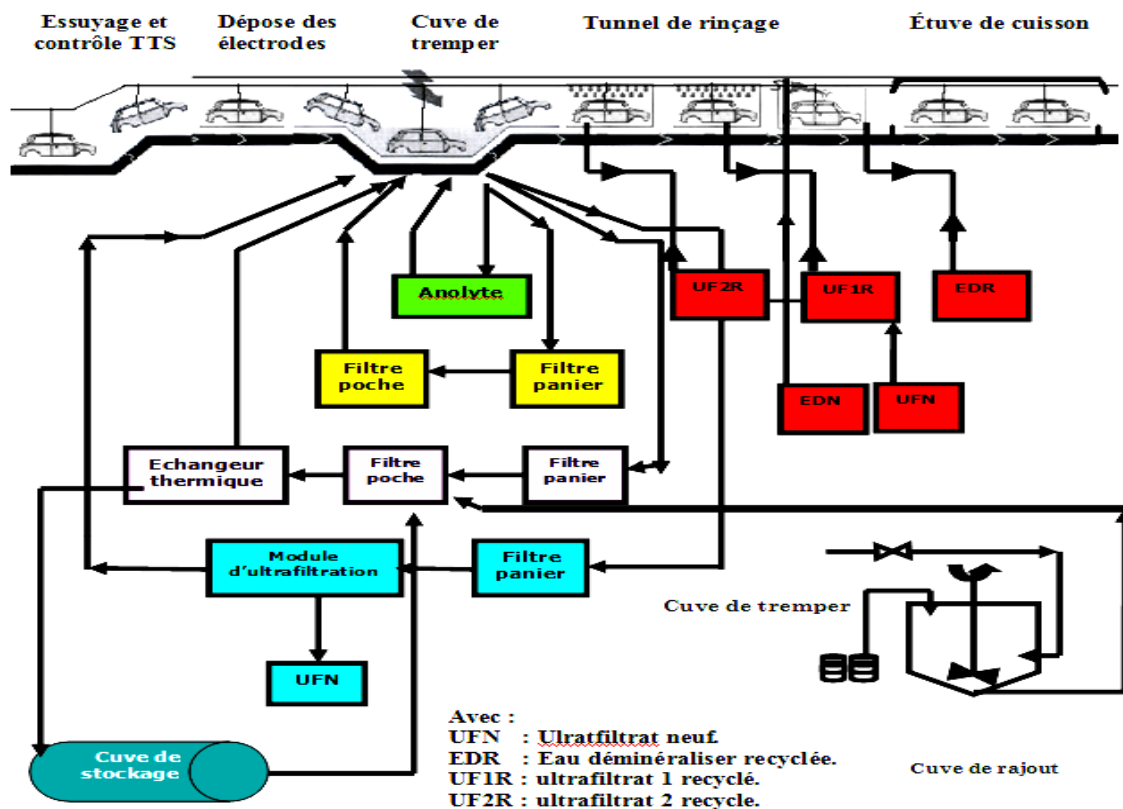 Essuyage et
contrôle TTS
Dépose des
électrodes
Cuve de
tremper
Tunnel de rinçage
Étuve de cuisson
Anolyte
UF2R
UF1R
EDR
Filtre
poche
Filtre
panier
EDN
UFN
Echangeur
thermique
Filtre
poche
Filtre
panier
Module
d'ultrafiltration
Filtre
panier
Cuve de tremper
UFN
Cuve de
stockage
Avec :
UFN : Ulratfiltrat neuf.
EDR : Eau déminéraliser recyclée.
UF1R : ultrafiltrat 1 recyclé.
UF2R : ultrafiltrat 2 recycle.
Cuve de rajout